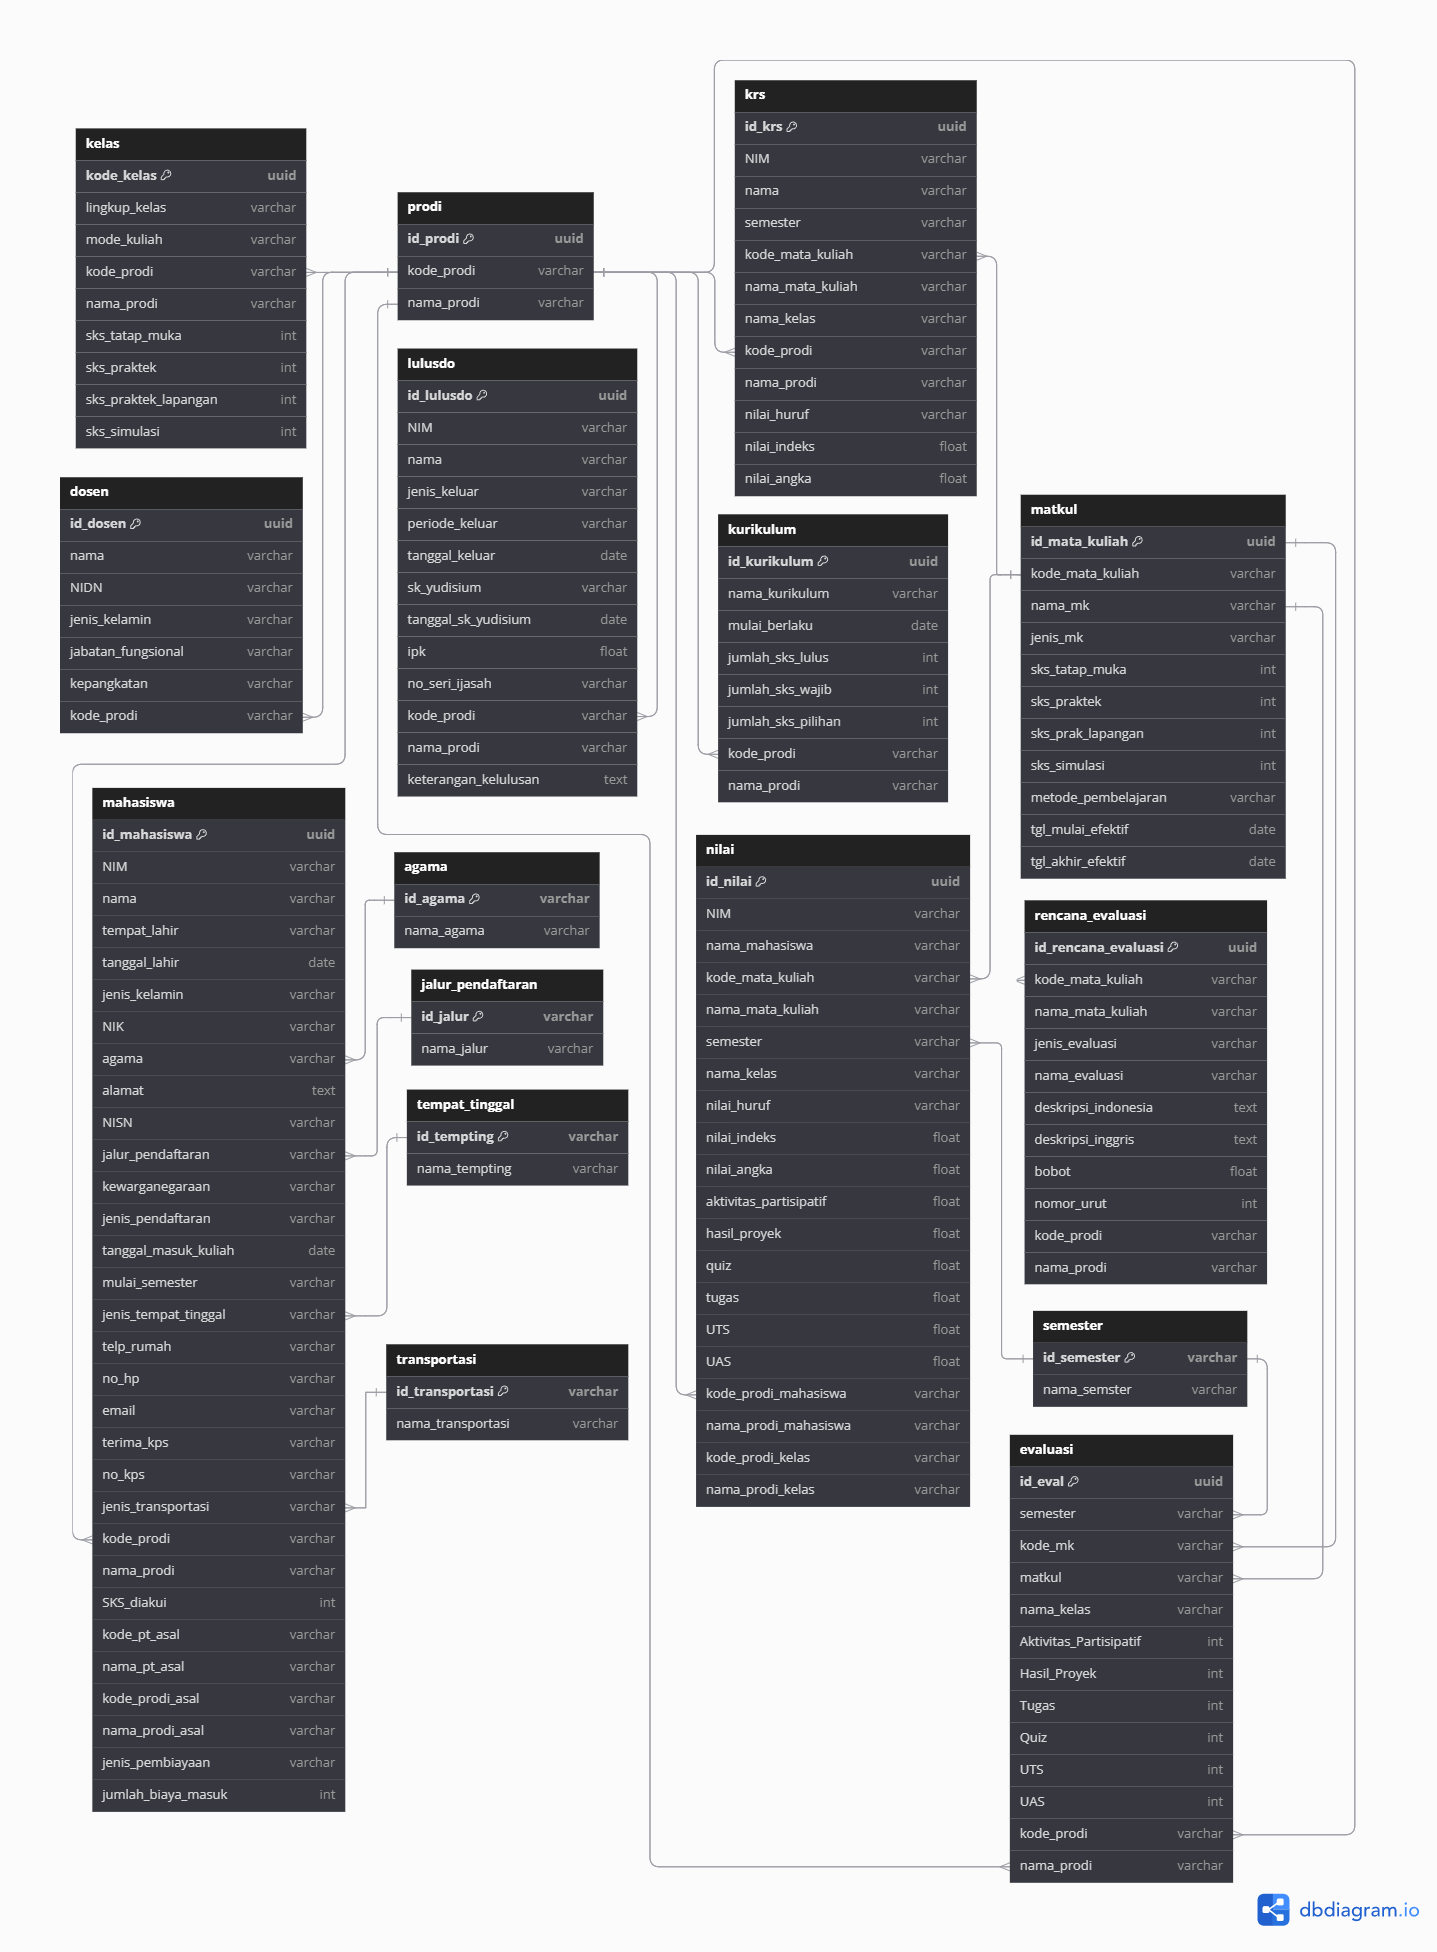 kelas
kode_kelas uuid
lingkup_kelas varchar
mode_kuliah varchar
kode_prodi varchar
nama_prodi varchar
sks_tatap_muka int
sks_praktek int
sks_praktek_lapangan int
sks_simulasi int
prodi
id_prodi uuid
kode_prodi varchar
nama_prodi varchar
krs
id_krs uuid
NIM varchar
nama varchar
semester varchar
kode_mata_kuliah varchar
nama_mata_kuliah varchar
nama_kelas varchar
kode_prodi varchar
nama_prodi varchar
nilai_huruf varchar
nilai_indeks float
nilai_angka float
dosen
id_dosen uuid
nama varchar
NIDN varchar
jenis_kelamin varchar
jabatan_fungsional varchar
kepangkatan varchar
kode_prodi varchar
lulusdo
id_lulusdo uuid
NIM varchar
nama varchar
jenis_keluar varchar
periode_keluar varchar
tanggal_keluar date
sk_yudisium varchar
tanggal_sk_yudisium date
ipk float
no_seri_ijasah varchar
kode_prodi varchar
nama_prodi varchar
keterangan_kelulusan text
kurikulum
id_kurikulum uuid
nama_kurikulum varchar
mulai_berlaku date
jumlah_sks_lulus int
jumlah_sks_wajib int
jumlah_sks_pilihan int
kode_prodi varchar
nama_prodi varchar
matkul
id_mata_kuliah uuid
kode_mata_kuliah varchar
nama_mk varchar
jenis_mk varchar
sks_tatap_muka int
sks_praktek int
sks_prak_lapangan int
sks_simulasi int
metode_pembelajaran varchar
tgl_mulai_efektif date
tgl_akhir_efektif date
mahasiswa
id_mahasiswa uuid
NIM varchar
nama varchar
tempat_lahir varchar
tanggal_lahir date
jenis_kelamin varchar
NIK varchar
agama varchar
alamat text
NISN varchar
jalur_pendaftaran varchar
kewarganegaraan varchar
jenis_pendaftaran varchar
tanggal_masuk_kuliah date
mulai_semester varchar
jenis_tempat_tinggal varchar
telp_rumah varchar
no_hp varchar
email varchar
terima_kps varchar
no_kps varchar
jenis_transportasi varchar
kode_prodi varchar
nama_prodi varchar
SKS_diakui int
kode_pt_asal varchar
nama_pt_asal varchar
kode_prodi_asal varchar
nama_prodi_asal varchar
jenis_pembiayaan varchar
jumlah_biaya_masuk int
agama
id_agama varchar
nama_agama varchar
jalur_pendaftaran
id_jalur varchar
nama_jalur varchar
tempat_tinggal
id_tempting varchar
nama_tempting varchar
transportasi
id_transportasi varchar
nama_transportasi varchar
nilai
id_nilai uuid
NIM varchar
nama_mahasiswa varchar
kode_mata_kuliah varchar
nama_mata_kuliah varchar
semester varchar
nama_kelas varchar
nilai_huruf varchar
nilai_indeks float
nilai_angka float
aktivitas_partisipatif float
hasil_proyek float
quiz float
tugas float
UTS float
UAS float
kode_prodi_mahasiswa varchar
nama_prodi_mahasiswa varchar
kode_prodi_kelas varchar
nama_prodi_kelas varchar
rencana_evaluasi
id_rencana_evaluasi uuid
kode_mata_kuliah varchar
nama_mata_kuliah varchar
jenis_evaluasi varchar
nama_evaluasi varchar
deskripsi_indonesia text
deskripsi_inggris text
bobot float
nomor_urut int
kode_prodi varchar
nama_prodi varchar
semester
id_semester varchar
nama_semster varchar
evaluasi
id_eval uuid
semester varchar
kode_mk varchar
matkul varchar
nama_kelas varchar
Aktivitas_Partisipatif int
Hasil_Proyek int
Tugas int
Quiz int
UTS int
UAS int
kode_prodi varchar
nama_prodi varchar
dbdiagram.io